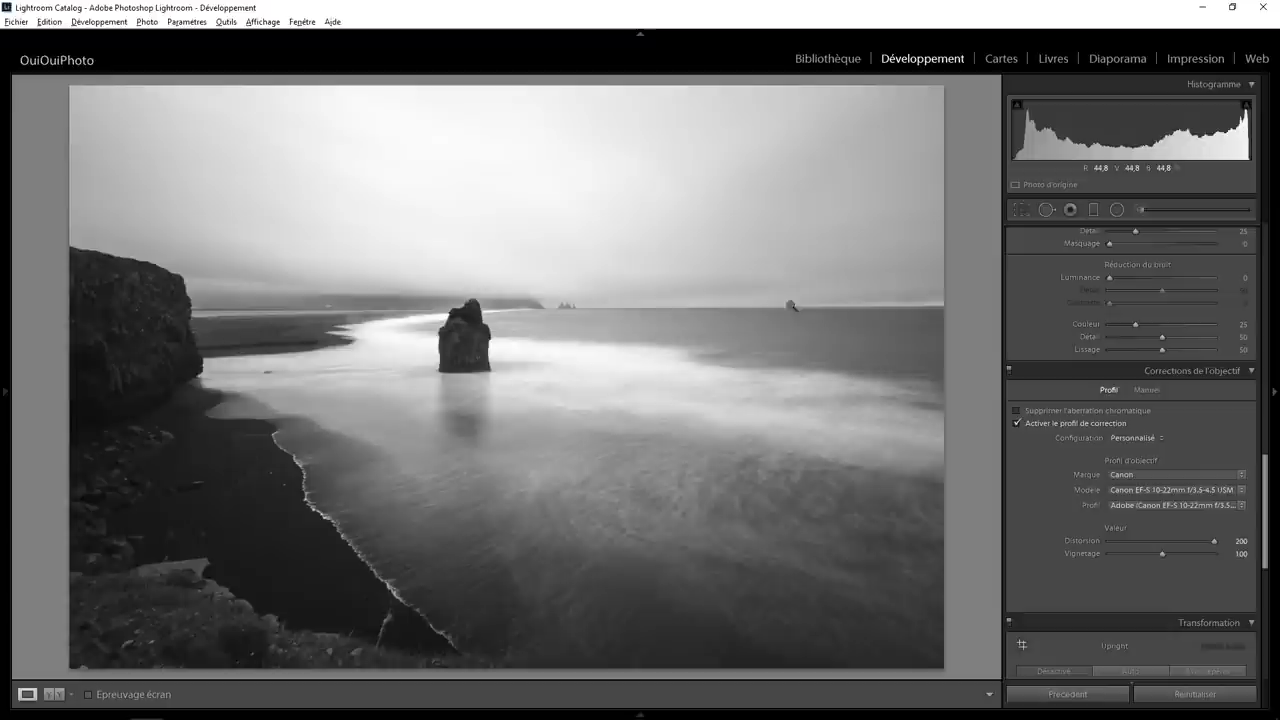 Lightroom Catalog - Adobe Photoshop Lightroom - Développement
Fichier Edition Développement Photo Paramètres Outils Affichage Fenêtre Aide
OuiOuiPhoto
Bibliothèque | Développement | Cartes | Livres | Diaporama | Impression | Web
Histogramme
R 44,8 V 44,8 B 44,8
Photo d'origine
Détail 25
Masquage 0
Réduction du bruit
Luminance 0
Détail
Couleur 25
Détail 50
Lissage 50
Corrections de l'objectif
Profil Manuel
Supprimer l'aberration chromatique
Activer le profil de correction
Configuration Personnalisé
Profil d'objectif
Marque Canon
Modèle Canon EF-S 10-22mm f/3.5-4.5 USM
Profil Adobe (Canon EF-S 10-22mm f/3.5...
Valeur
Distorsion 200
Vignetage 100
Transformation
Upright
Désactivé Auto
Epreuvage écran
Précédent Réinitialiser